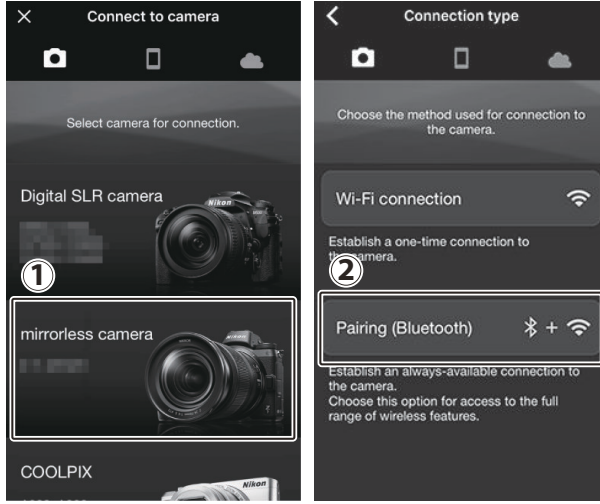 Connect to camera
Select camera for connection.
Digital SLR camera
Nikon
1
mirrorless camera
COOLPIX
Nikon
Connection type
Choose the method used for connection to
the camera.
Wi-Fi connection
Establish a one-time connection to
the camera.
2
Pairing (Bluetooth)
+
Establish an always-available connection to
the camera.
Choose this option for access to the full
range of wireless features.